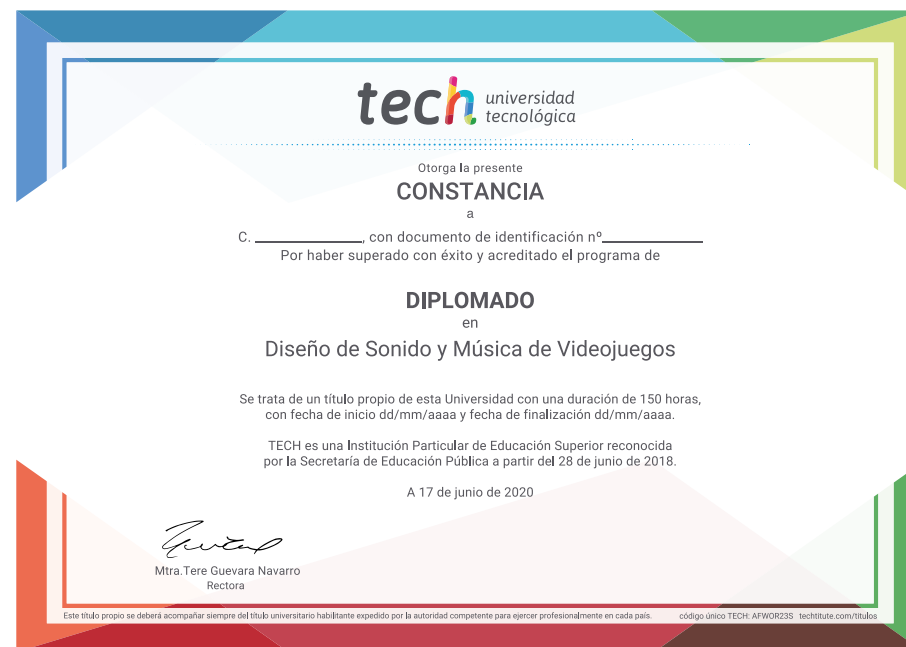 tech universidad
tecnológica
Otorga la presente
CONSTANCIA
a
C. ______________, con documento de identificación nº_____________
Por haber superado con éxito y acreditado el programa de
DIPLOMADO
en
Diseño de Sonido y Música de Videojuegos
Se trata de un título propio de esta Universidad con una duración de 150 horas,
con fecha de inicio dd/mm/aaaa y fecha de finalización dd/mm/aaaa.
TECH es una Institución Particular de Educación Superior reconocida
por la Secretaría de Educación Pública a partir del 28 de junio de 2018.
A 17 de junio de 2020
Mtra.Tere Guevara Navarro
Rectora
Este título propio se deberá acompañar siempre del título universitario habilitante expedido por la autoridad competente para ejercer profesionalmente en cada país. código único TECH: AFWOR23S techtitute.com/titulos